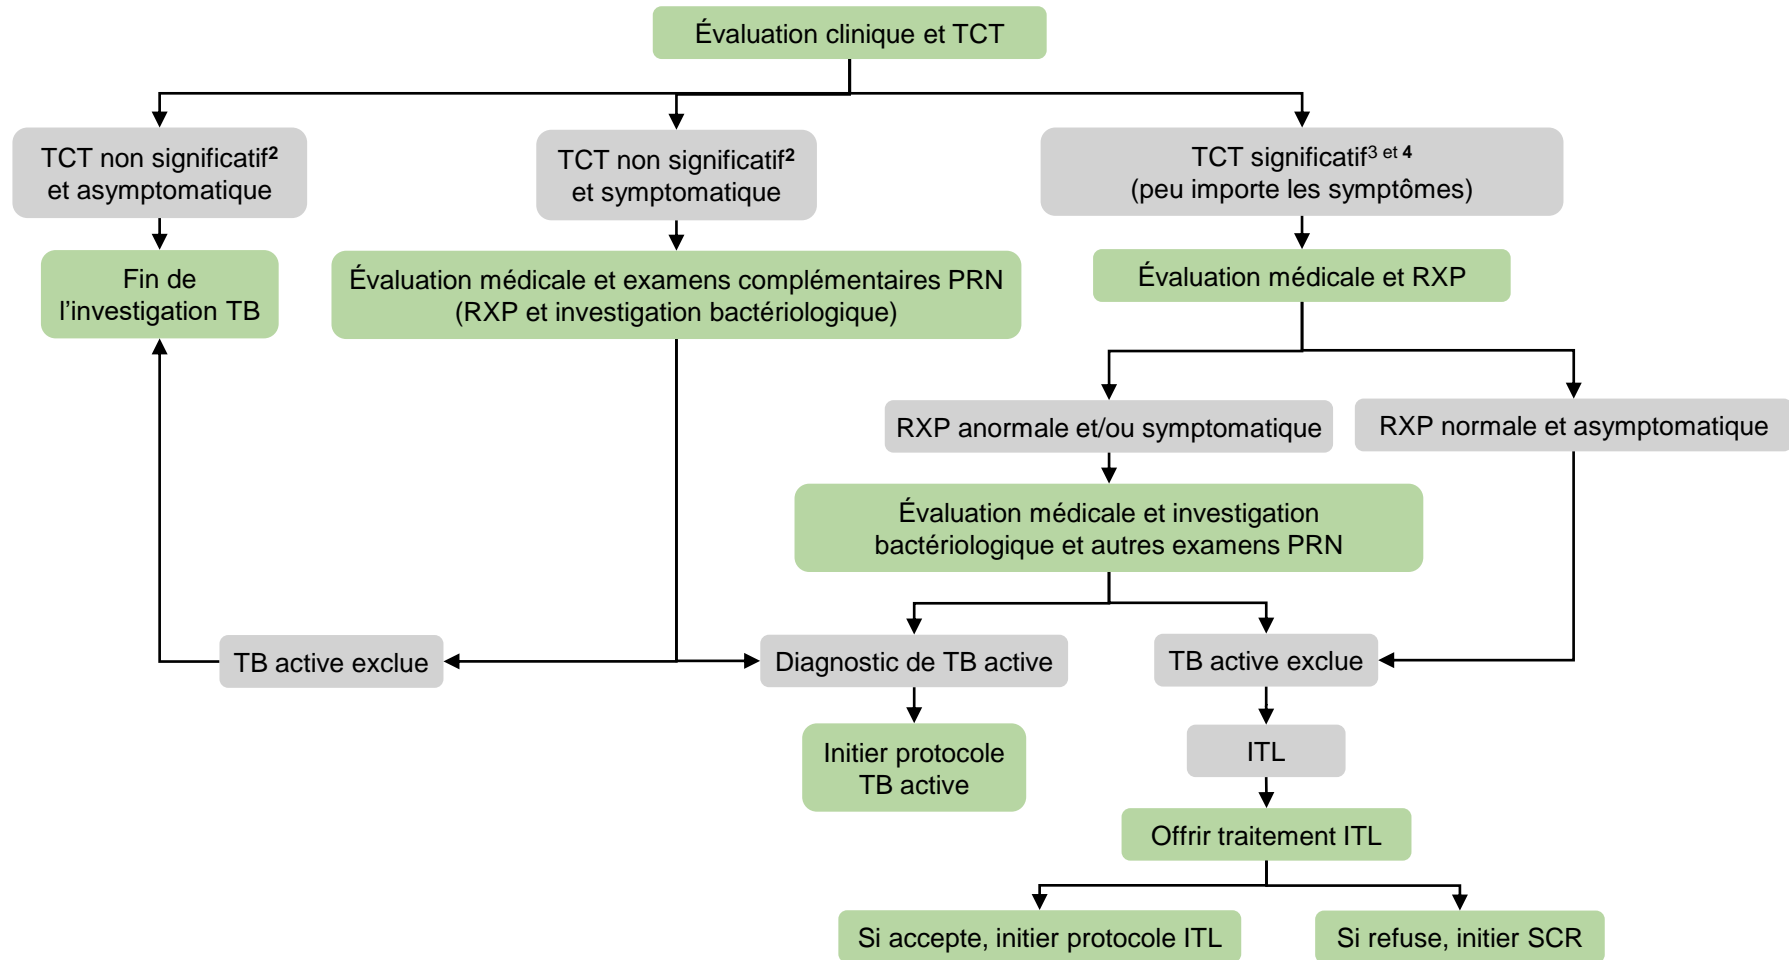 Évaluation clinique et TCT
TCT non significatif²
et asymptomatique
TCT non significatif²
et symptomatique
TCT significatif³ et ⁴
(peu importe les symptômes)
Fin de
l’investigation TB
Évaluation médicale et examens complémentaires PRN
(RXP et investigation bactériologique)
Évaluation médicale et RXP
RXP anormale et/ou symptomatique
RXP normale et asymptomatique
Évaluation médicale et investigation
bactériologique et autres examens PRN
TB active exclue
Diagnostic de TB active
TB active exclue
Initier protocole
TB active
ITL
Offrir traitement ITL
Si accepte, initier protocole ITL
Si refuse, initier SCR